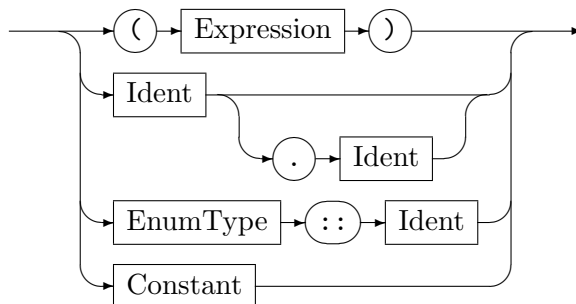 ( Expression )
Ident
. Ident
EnumType :: Ident
Constant